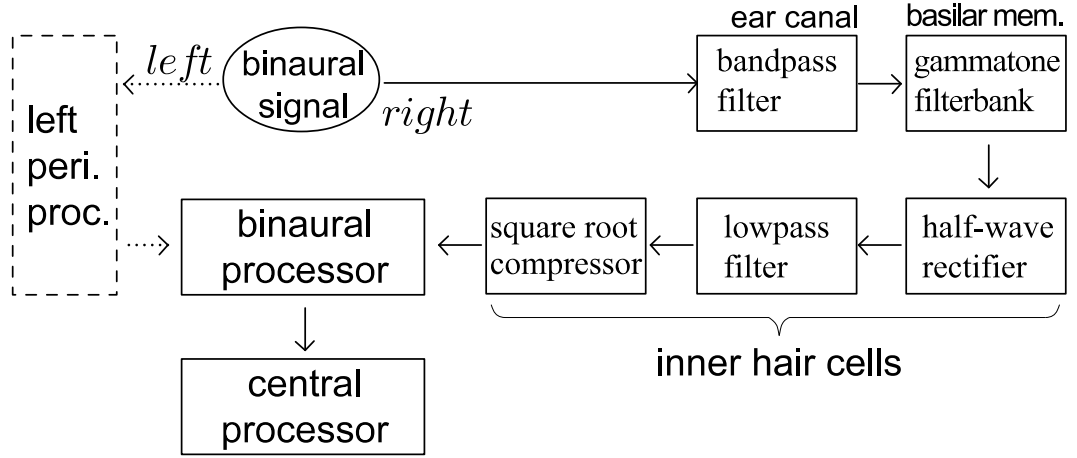 ear canal
basilar mem.
left
binaural
signal
right
bandpass
filter
gammatone
filterbank
left
peri.
proc.
binaural
processor
square root
compressor
lowpass
filter
half-wave
rectifier
inner hair cells
central
processor